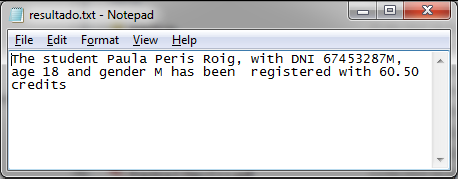 resultado.txt - Notepad
File Edit Format View Help
The student Paula Peris Roig, with DNI 67453287M,
age 18 and gender M has been  registered with 60.50
credits